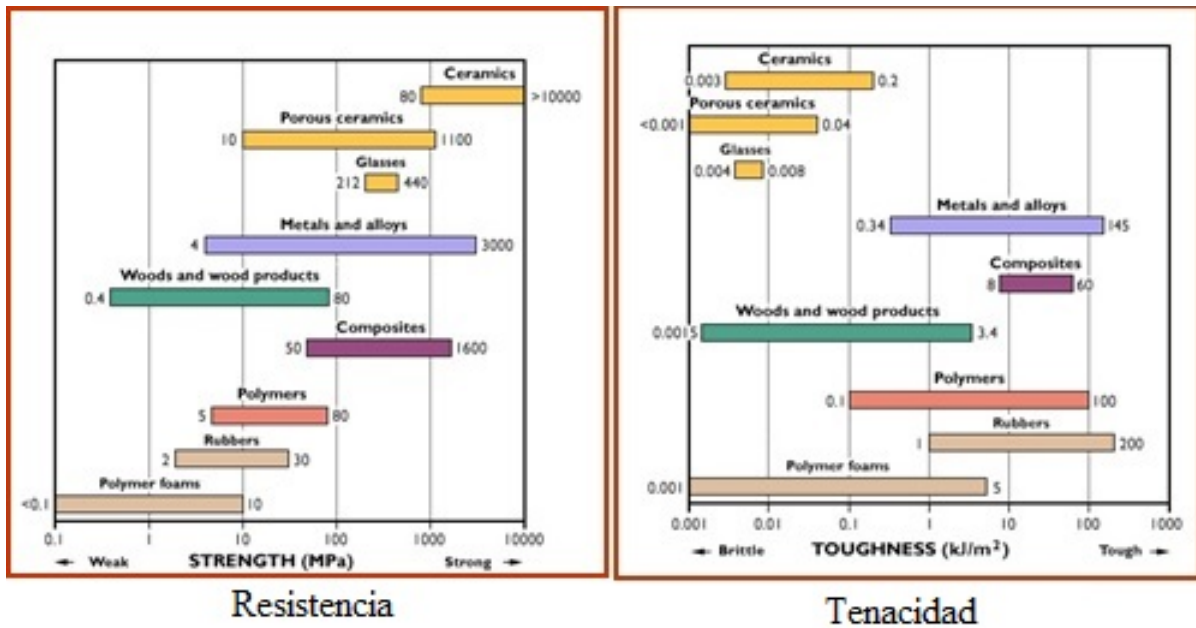 Ceramics
80 >10000
Porous ceramics
10 1100
Glasses
212 440
Metals and alloys
4 3000
Woods and wood products
0.4 80
Composites
50 1600
Polymers
5 80
Rubbers
2 30
Polymer foams
<0.1 10
0.1 1 10 100 1000 10000
Weak STRENGTH (MPa) Strong
Resistencia
Ceramics
0.003 0.2
Porous ceramics
<0.001 0.04
Glasses
0.004 0.008
Metals and alloys
0.34 145
Composites
8 60
Woods and wood products
0.0015 3.4
Polymers
0.1 100
Rubbers
1 200
Polymer foams
0.001 5
0.001 0.01 0.1 1 10 100 1000
Brittle TOUGHNESS (kJ/m²) Tough
Tenacidad